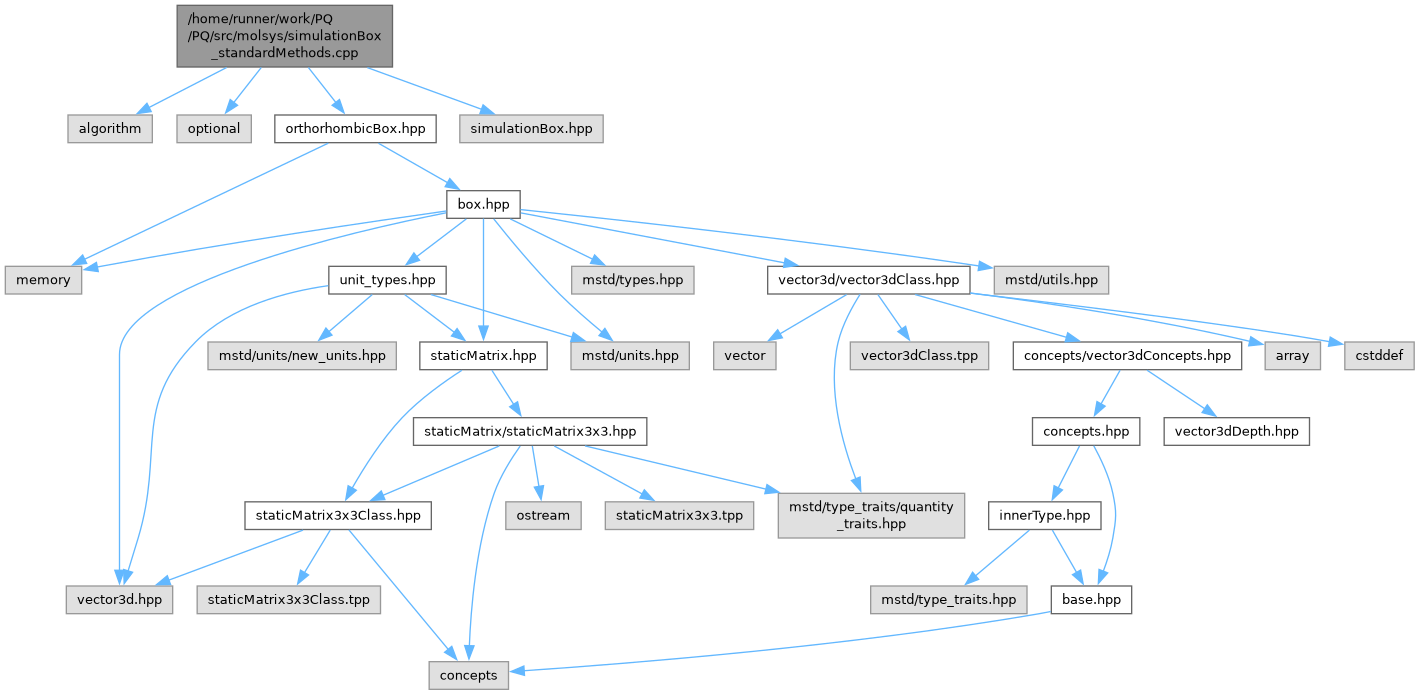 /home/runner/work/PQ
/PQ/src/molsys/simulationBox
_standardMethods.cpp
algorithm
optional
orthorhombicBox.hpp
simulationBox.hpp
box.hpp
memory
unit_types.hpp
mstd/types.hpp
vector3d/vector3dClass.hpp
mstd/utils.hpp
mstd/units/new_units.hpp
staticMatrix.hpp
mstd/units.hpp
vector
vector3dClass.tpp
concepts/vector3dConcepts.hpp
array
cstddef
staticMatrix/staticMatrix3x3.hpp
concepts.hpp
vector3dDepth.hpp
staticMatrix3x3Class.hpp
ostream
staticMatrix3x3.tpp
mstd/type_traits/quantity
_traits.hpp
innerType.hpp
vector3d.hpp
staticMatrix3x3Class.tpp
mstd/type_traits.hpp
base.hpp
concepts